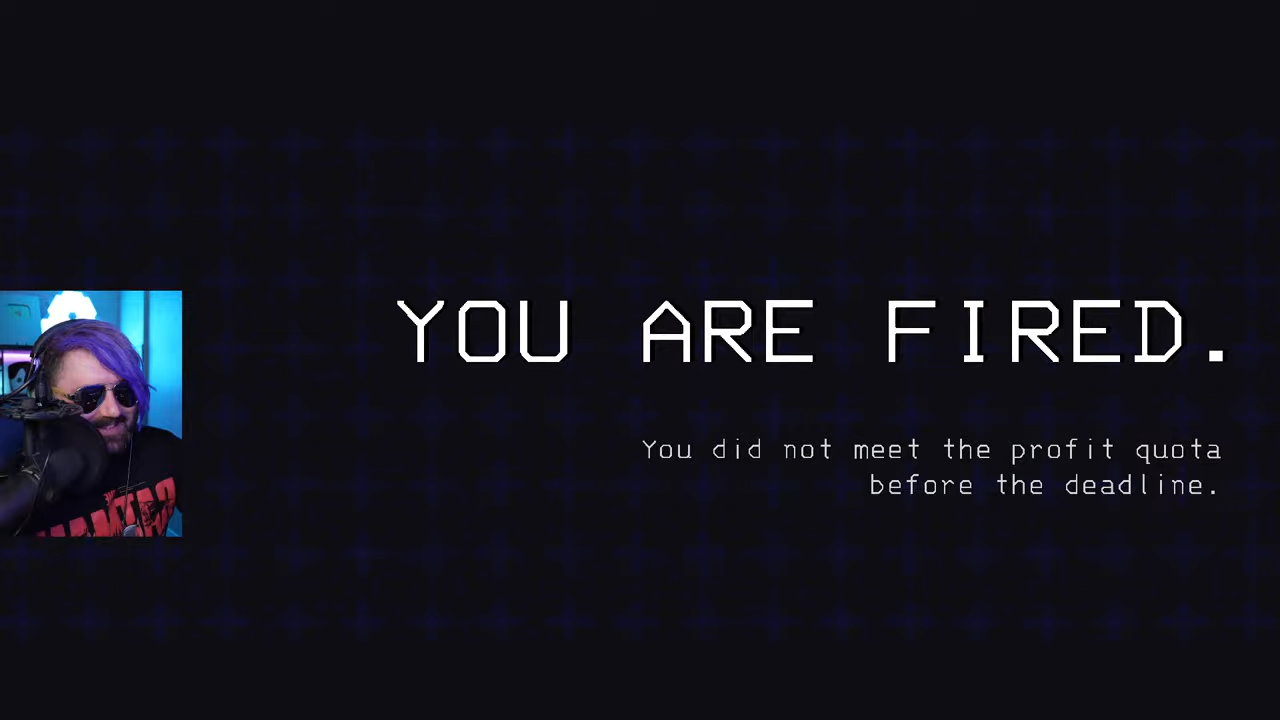 YOU ARE FIRED.
You did not meet the profit quota
before the deadline.